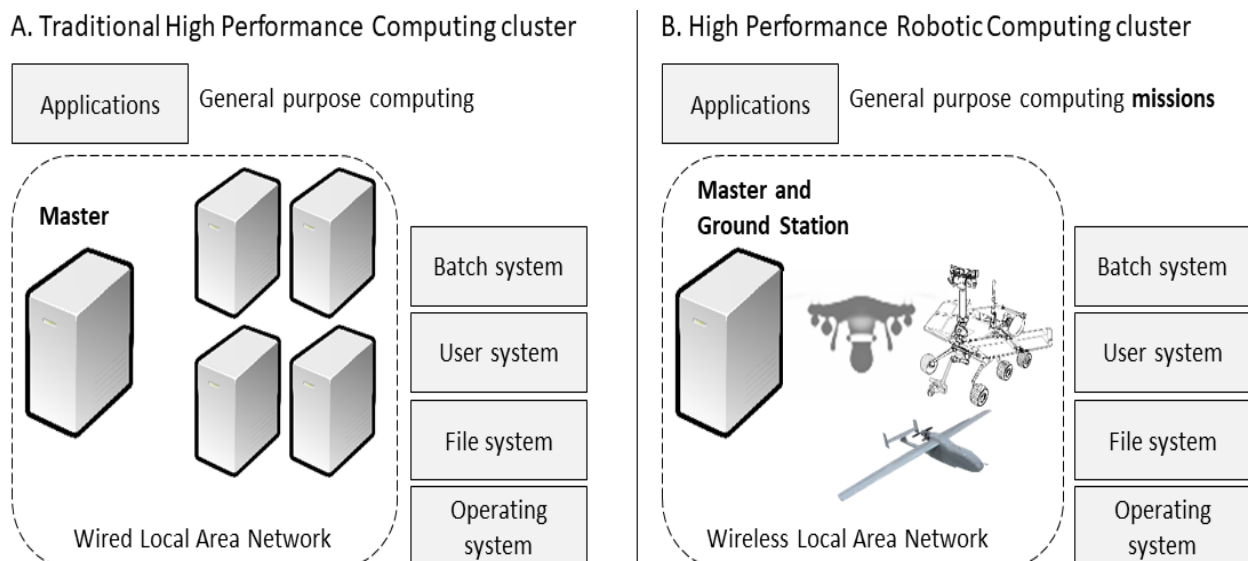 A. Traditional High Performance Computing cluster
Applications
General purpose computing
Master
Batch system
User system
File system
Operating
system
Wired Local Area Network
B. High Performance Robotic Computing cluster
Applications
General purpose computing missions
Master and
Ground Station
Batch system
User system
File system
Operating
system
Wireless Local Area Network